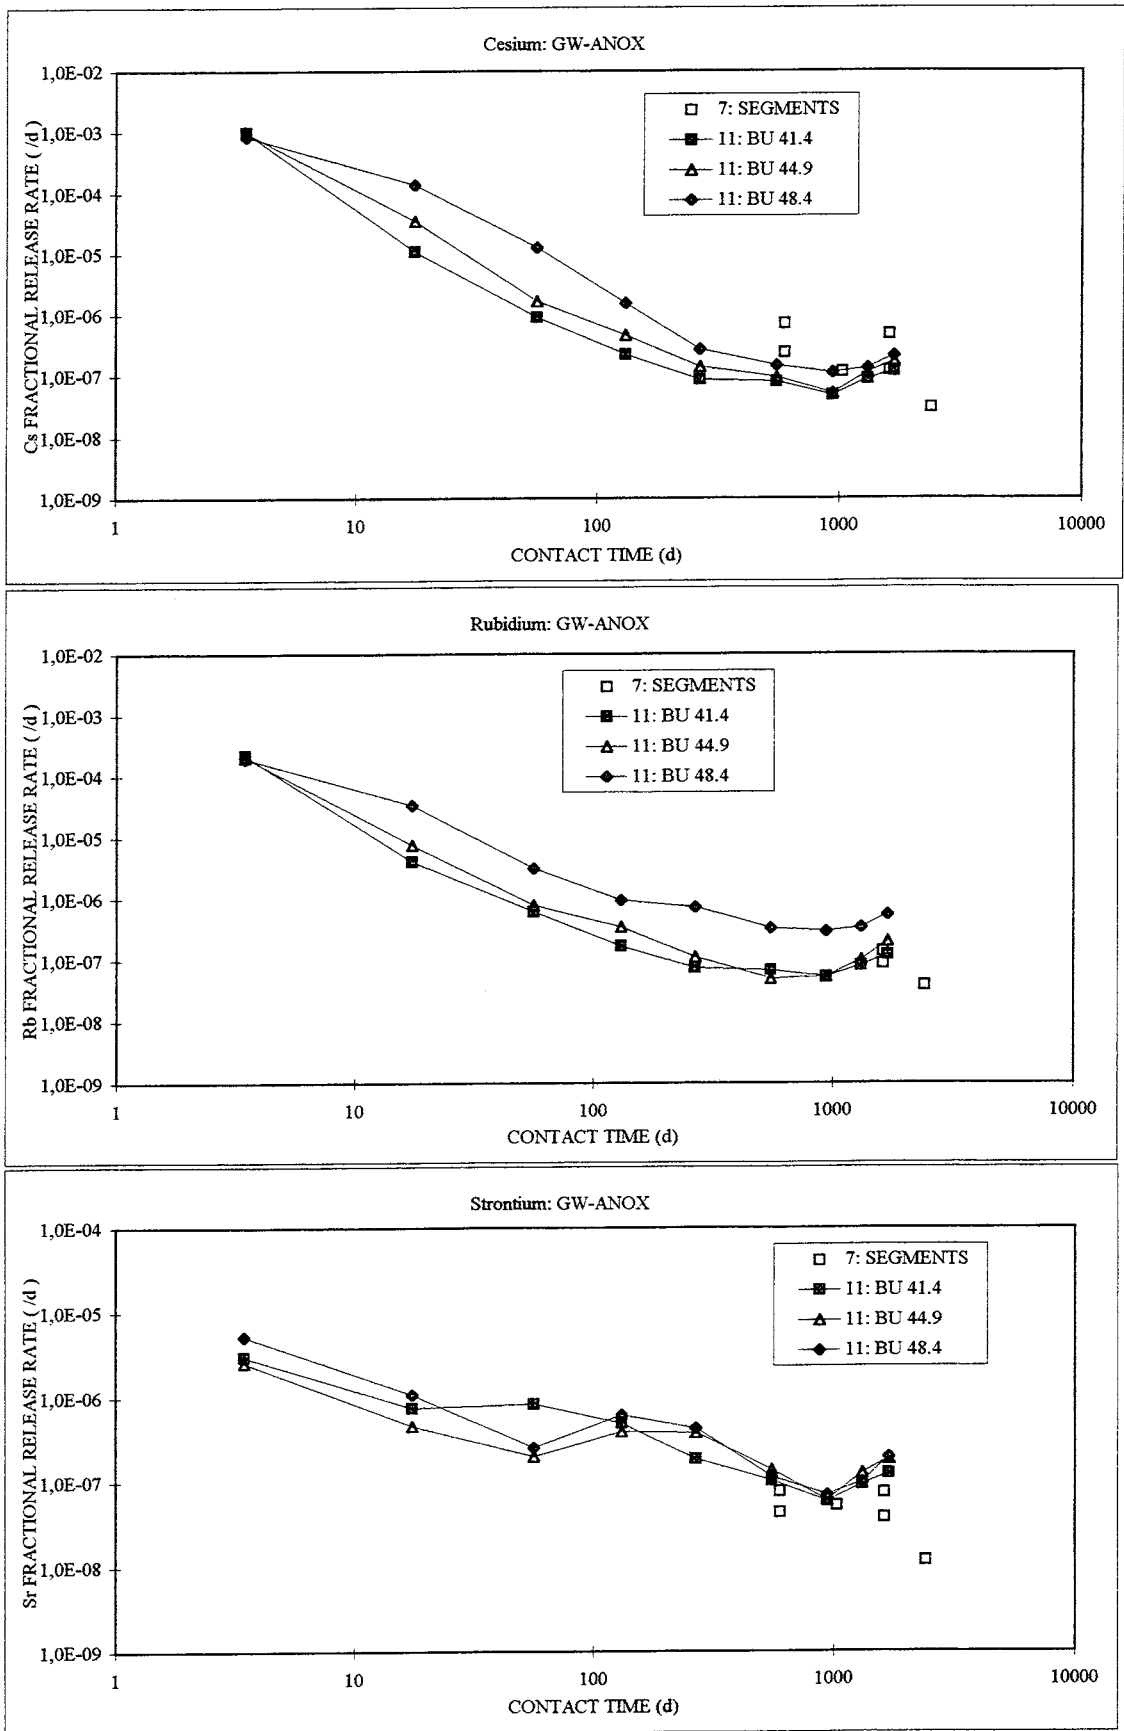 Cesium: GW-ANOX
Cs FRACTIONAL RELEASE RATE ( /d )
1,0E-02
1,0E-03
1,0E-04
1,0E-05
1,0E-06
1,0E-07
1,0E-08
1,0E-09
7: SEGMENTS
11: BU 41.4
11: BU 44.9
11: BU 48.4
1 10 100 1000 10000
CONTACT TIME (d)
Rubidium: GW-ANOX
Rb FRACTIONAL RELEASE RATE ( /d )
1,0E-02
1,0E-03
1,0E-04
1,0E-05
1,0E-06
1,0E-07
1,0E-08
1,0E-09
7: SEGMENTS
11: BU 41.4
11: BU 44.9
11: BU 48.4
1 10 100 1000 10000
CONTACT TIME (d)
Strontium: GW-ANOX
Sr FRACTIONAL RELEASE RATE ( /d )
1,0E-04
1,0E-05
1,0E-06
1,0E-07
1,0E-08
1,0E-09
7: SEGMENTS
11: BU 41.4
11: BU 44.9
11: BU 48.4
1 10 100 1000 10000
CONTACT TIME (d)